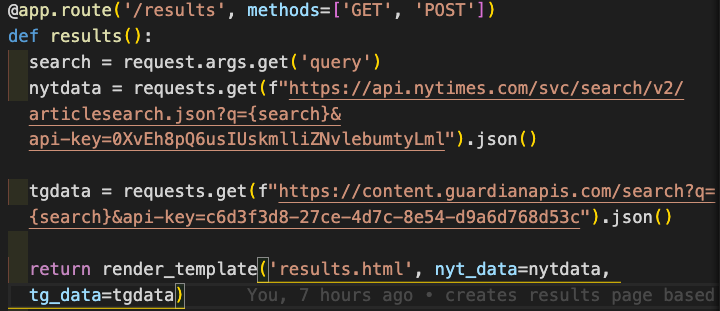 @app.route('/results', methods=['GET', 'POST'])
def results():
search = request.args.get('query')
nytdata = requests.get(f"https://api.nytimes.com/svc/search/v2/
articlesearch.json?q={search}&
api-key=0XvEh8pQ6usIUskmlliZNvlebumtyLml").json()
tgdata = requests.get(f"https://content.guardianapis.com/search?q=
{search}&api-key=c6d3f3d8-27ce-4d7c-8e54-d9a6d768d53c").json()
return render_template('results.html', nyt_data=nytdata,
tg_data=tgdata) You, 7 hours ago • creates results page based